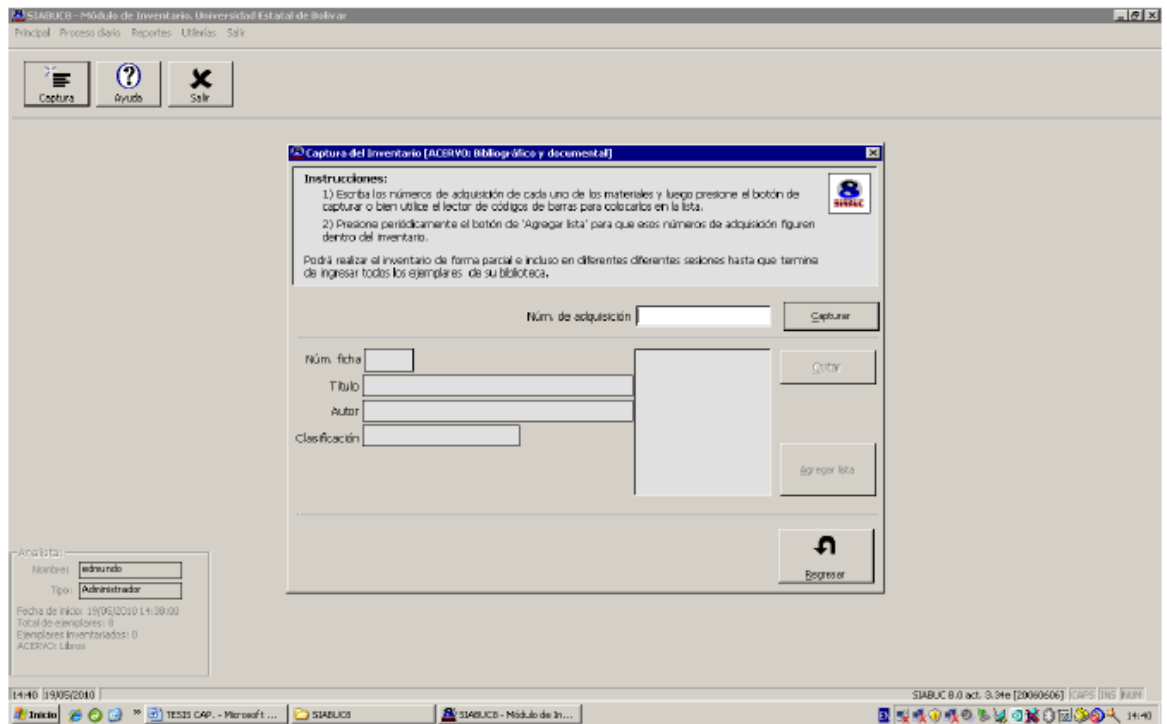 SIABUC8 - Módulo de Inventario. Universidad Estatal de Bolivar
Principal Proceso diario Reportes Utilerías Salir
Captura
Ayuda
Salir
Captura del Inventario [ACERVO: Bibliográfico y documental]
Instrucciones:
1) Escriba los números de adquisición de cada uno de los materiales y luego presione el botón de
capturar o bien utilice el lector de códigos de barras para colocarlos en la lista.
2) Presione periódicamente el botón de 'Agregar lista' para que esos números de adquisición figuren
dentro del inventario.
Podrá realizar el inventario de forma parcial e incluso en diferentes diferentes sesiones hasta que termine
de ingresar todos los ejemplares de su biblioteca.
8
SIABUC
Núm. de adquisición
Capturar
Núm. ficha
Quitar
Título
Autor
Clasificación
Agregar lista
Regresar
Analista:
Nombre: edmundo
Tipo: Administrador
Fecha de inicio: 19/05/2010 14:38:00
Total de ejemplares: 8
Ejemplares inventariados: 0
ACERVO: Libros
14:40 19/05/2010
SIABUC 8.0 act. 3.34e [20060606] CAPS INS NUM
Inicio
TESIS CAP. - Microsoft ...
SIABUC8
SIABUC8 - Módulo de In...
14:40